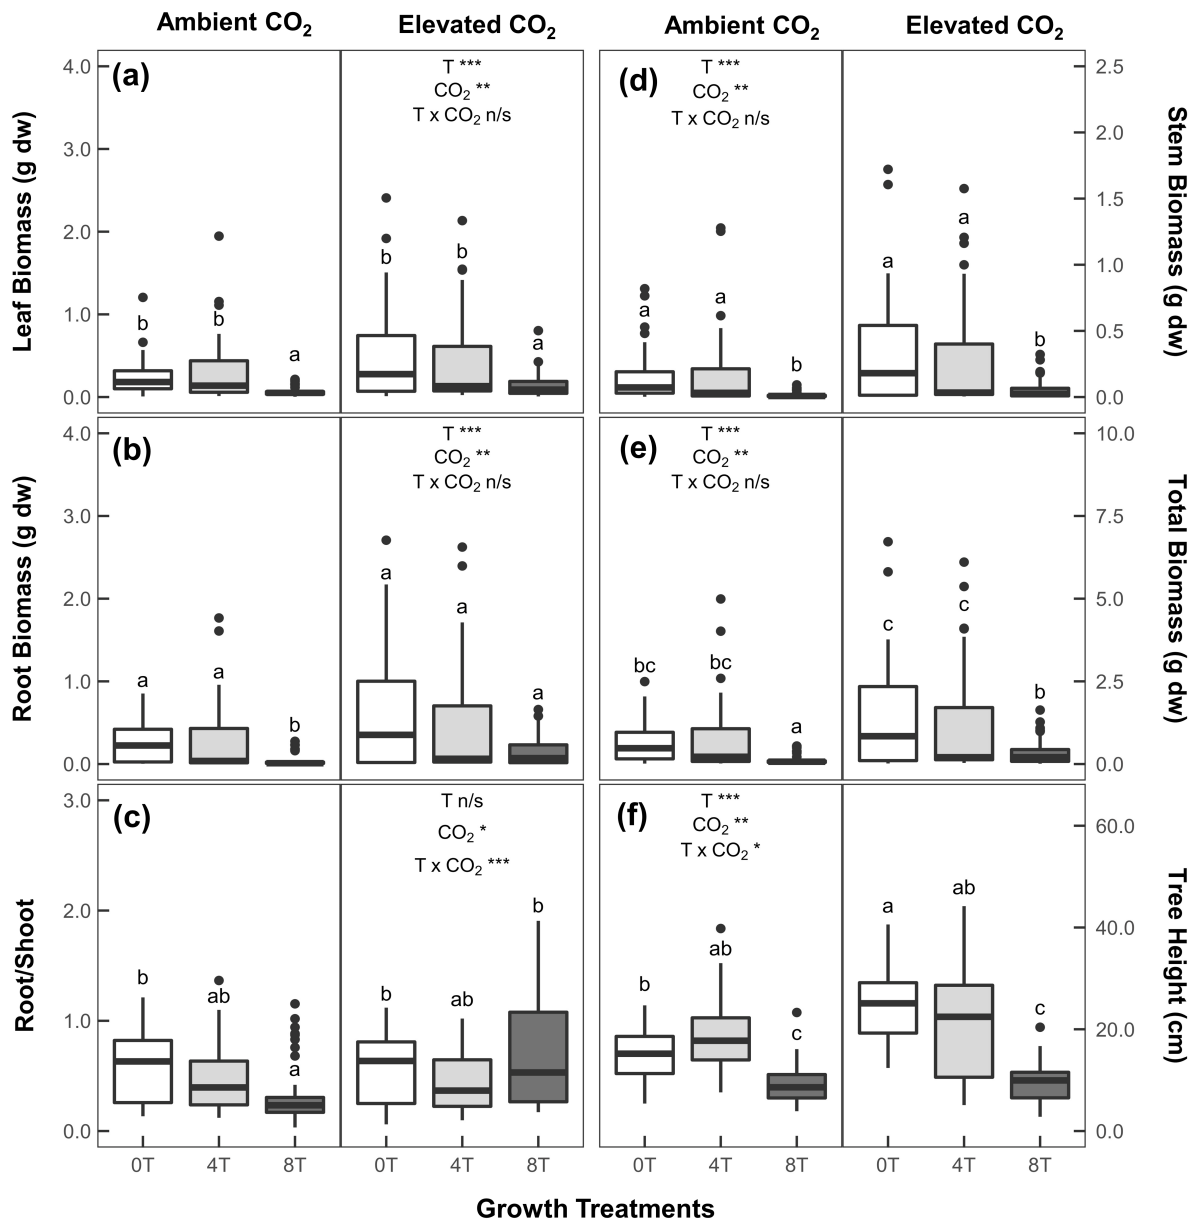 Ambient CO₂ Elevated CO₂ Ambient CO₂ Elevated CO₂
(a)
T ***
CO₂ **
T x CO₂ n/s
Leaf Biomass (g dw)
4.0
3.0
2.0
1.0
0.0
b b a b b a
(d)
T ***
CO₂ **
T x CO₂ n/s
Stem Biomass (g dw)
2.5
2.0
1.5
1.0
0.5
0.0
a a b a a b
(b)
T ***
CO₂ **
T x CO₂ n/s
Root Biomass (g dw)
4.0
3.0
2.0
1.0
0.0
a a b a a a
(e)
T ***
CO₂ **
T x CO₂ n/s
Total Biomass (g dw)
10.0
7.5
5.0
2.5
0.0
bc bc a c c b
(c)
T n/s
CO₂ *
T x CO₂ ***
Root/Shoot
3.0
2.0
1.0
0.0
b ab a b ab b
(f)
T ***
CO₂ **
T x CO₂ *
Tree Height (cm)
60.0
40.0
20.0
0.0
b ab c a ab c
0T 4T 8T 0T 4T 8T 0T 4T 8T 0T 4T 8T
Growth Treatments